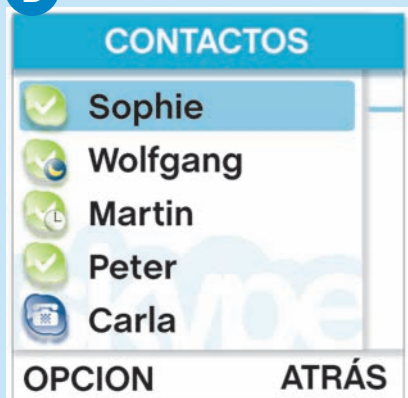 CONTACTOS
Sophie
Wolfgang
Martin
Peter
Carla
OPCION ATRÁS